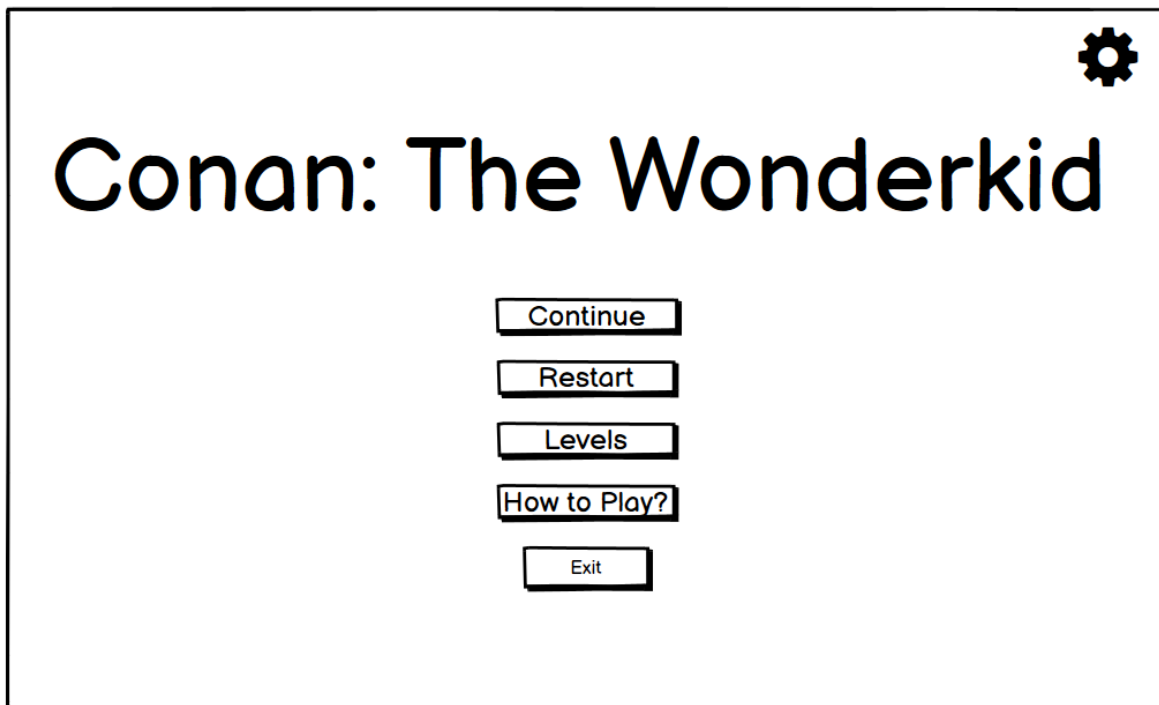 Conan: The Wonderkid
Continue
Restart
Levels
How to Play?
Exit